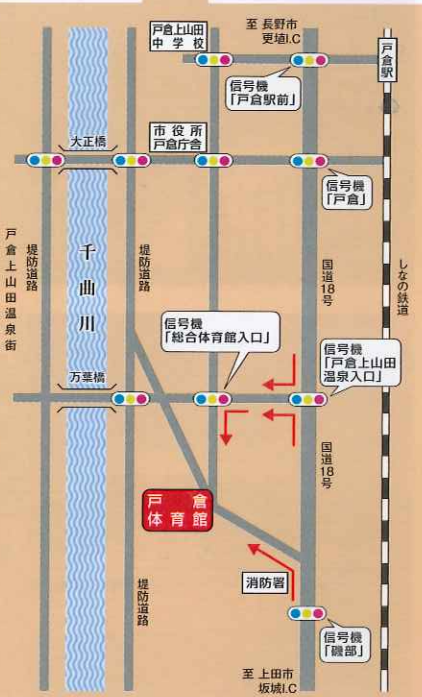 戸倉上山田
中学校
至 長野市
更埴I.C
戸倉駅
信号機
「戸倉駅前」
大正橋
市役所
戸倉庁舎
信号機
「戸倉」
戸倉上山田温泉街
堤防道路
千曲川
堤防道路
国道18号
しなの鉄道
信号機
「総合体育館入口」
信号機
「戸倉上山田
温泉入口」
万葉橋
国道18号
戸倉
体育館
消防署
堤防道路
信号機
「磯部」
至 上田市
坂城I.C